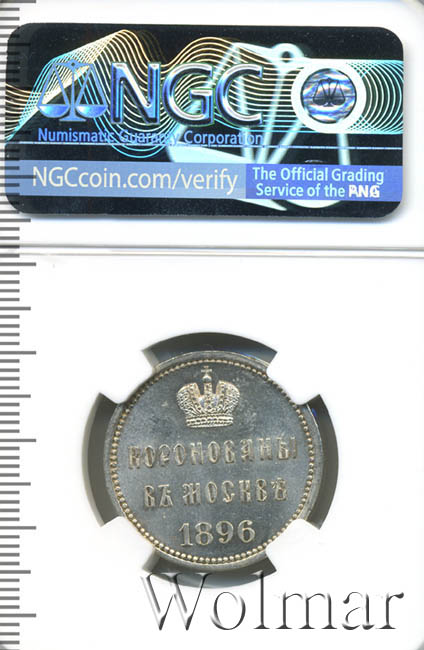 NGC
Numismatic Guaranty Corporation
NGCcoin.com/verify
The Official Grading
Service of the PNG
КОРОНОВАНЫ
ВЪ МОСКВѢ
1896
Wolmar